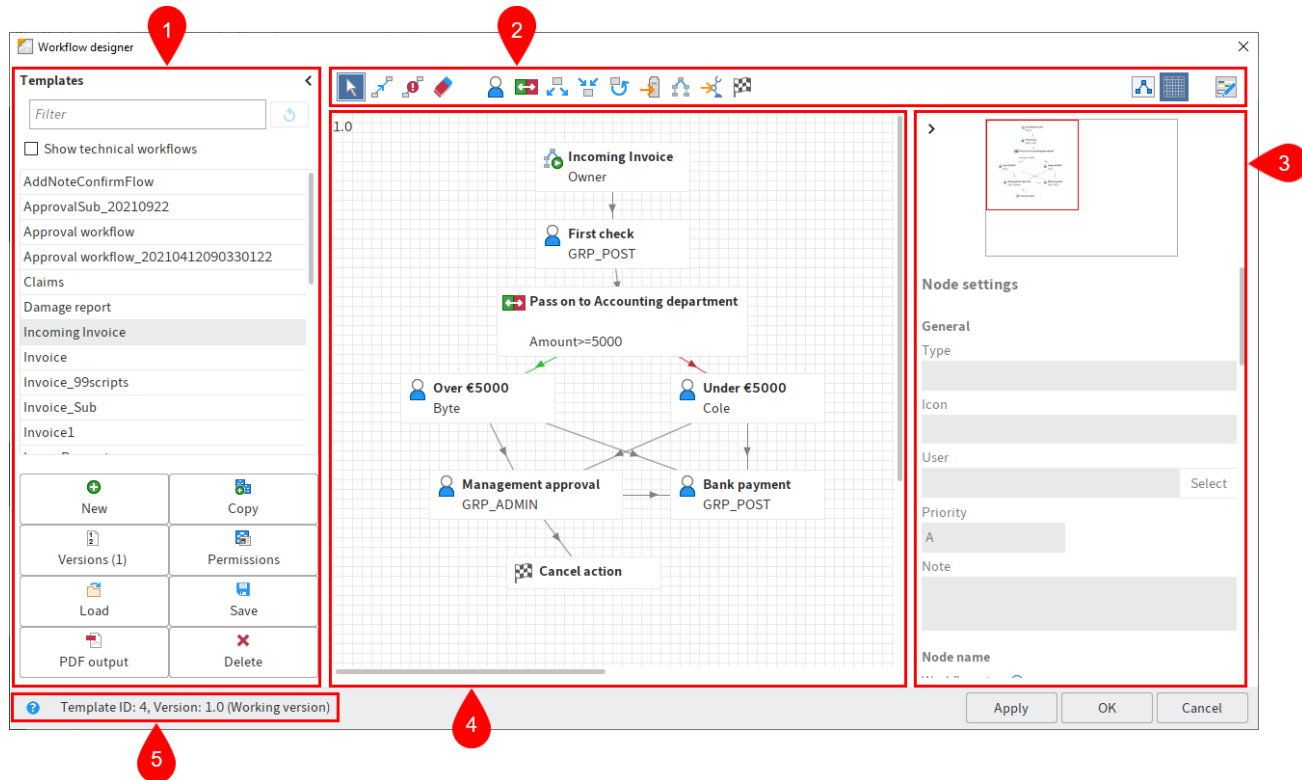 1
2
Workflow designer
Templates
Filter
Show technical workflows
AddNoteConfirmFlow
ApprovalSub_20210922
Approval workflow
Approval workflow_20210412090330122
Claims
Damage report
Incoming Invoice
Invoice
Invoice_99scripts
Invoice_Sub
Invoice1
New
Copy
Versions (1)
Permissions
Load
Save
PDF output
Delete
1.0
Incoming Invoice
Owner
First check
GRP_POST
Pass on to Accounting department
Amount>=5000
Over €5000
Byte
Under €5000
Cole
Management approval
GRP_ADMIN
Bank payment
GRP_POST
Cancel action
3
Node settings
General
Type
Icon
User
Select
Priority
A
Note
Node name
Template ID: 4, Version: 1.0 (Working version)
Apply
OK
Cancel
4
5